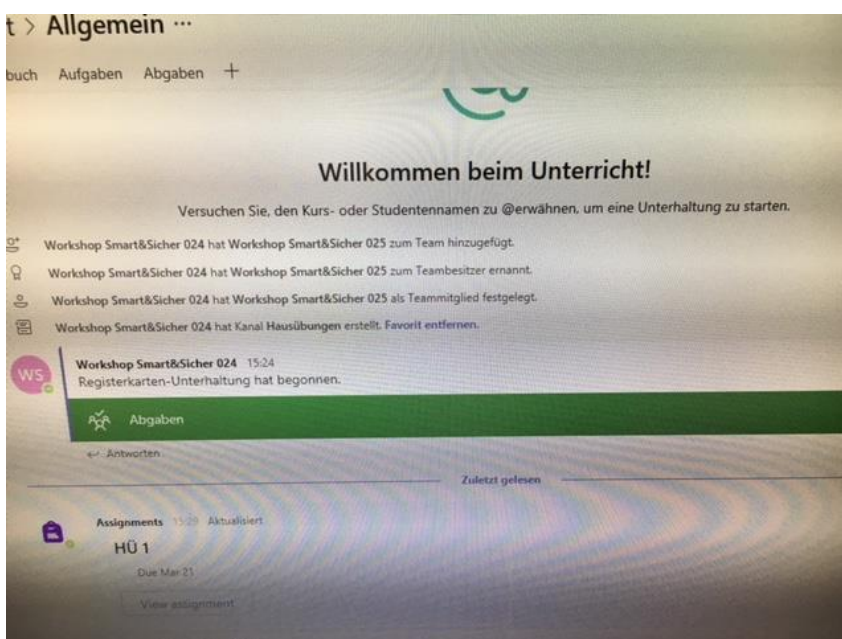 t > Allgemein ...
buch Aufgaben Abgaben +
Willkommen beim Unterricht!
Versuchen Sie, den Kurs- oder Studentennamen zu @erwähnen, um eine Unterhaltung zu starten.
Workshop Smart&Sicher 024 hat Workshop Smart&Sicher 025 zum Team hinzugefügt.
Workshop Smart&Sicher 024 hat Workshop Smart&Sicher 025 zum Teambesitzer ernannt.
Workshop Smart&Sicher 024 hat Workshop Smart&Sicher 025 als Teammitglied festgelegt.
Workshop Smart&Sicher 024 hat Kanal Hausübungen erstellt. Favorit entfernen.
WS
Workshop Smart&Sicher 024 15:24
Registerkarten-Unterhaltung hat begonnen.
Abgaben
Antworten
Zuletzt gelesen
Assignments Aktualisiert
HÜ 1
Due Mar 21
View assignment